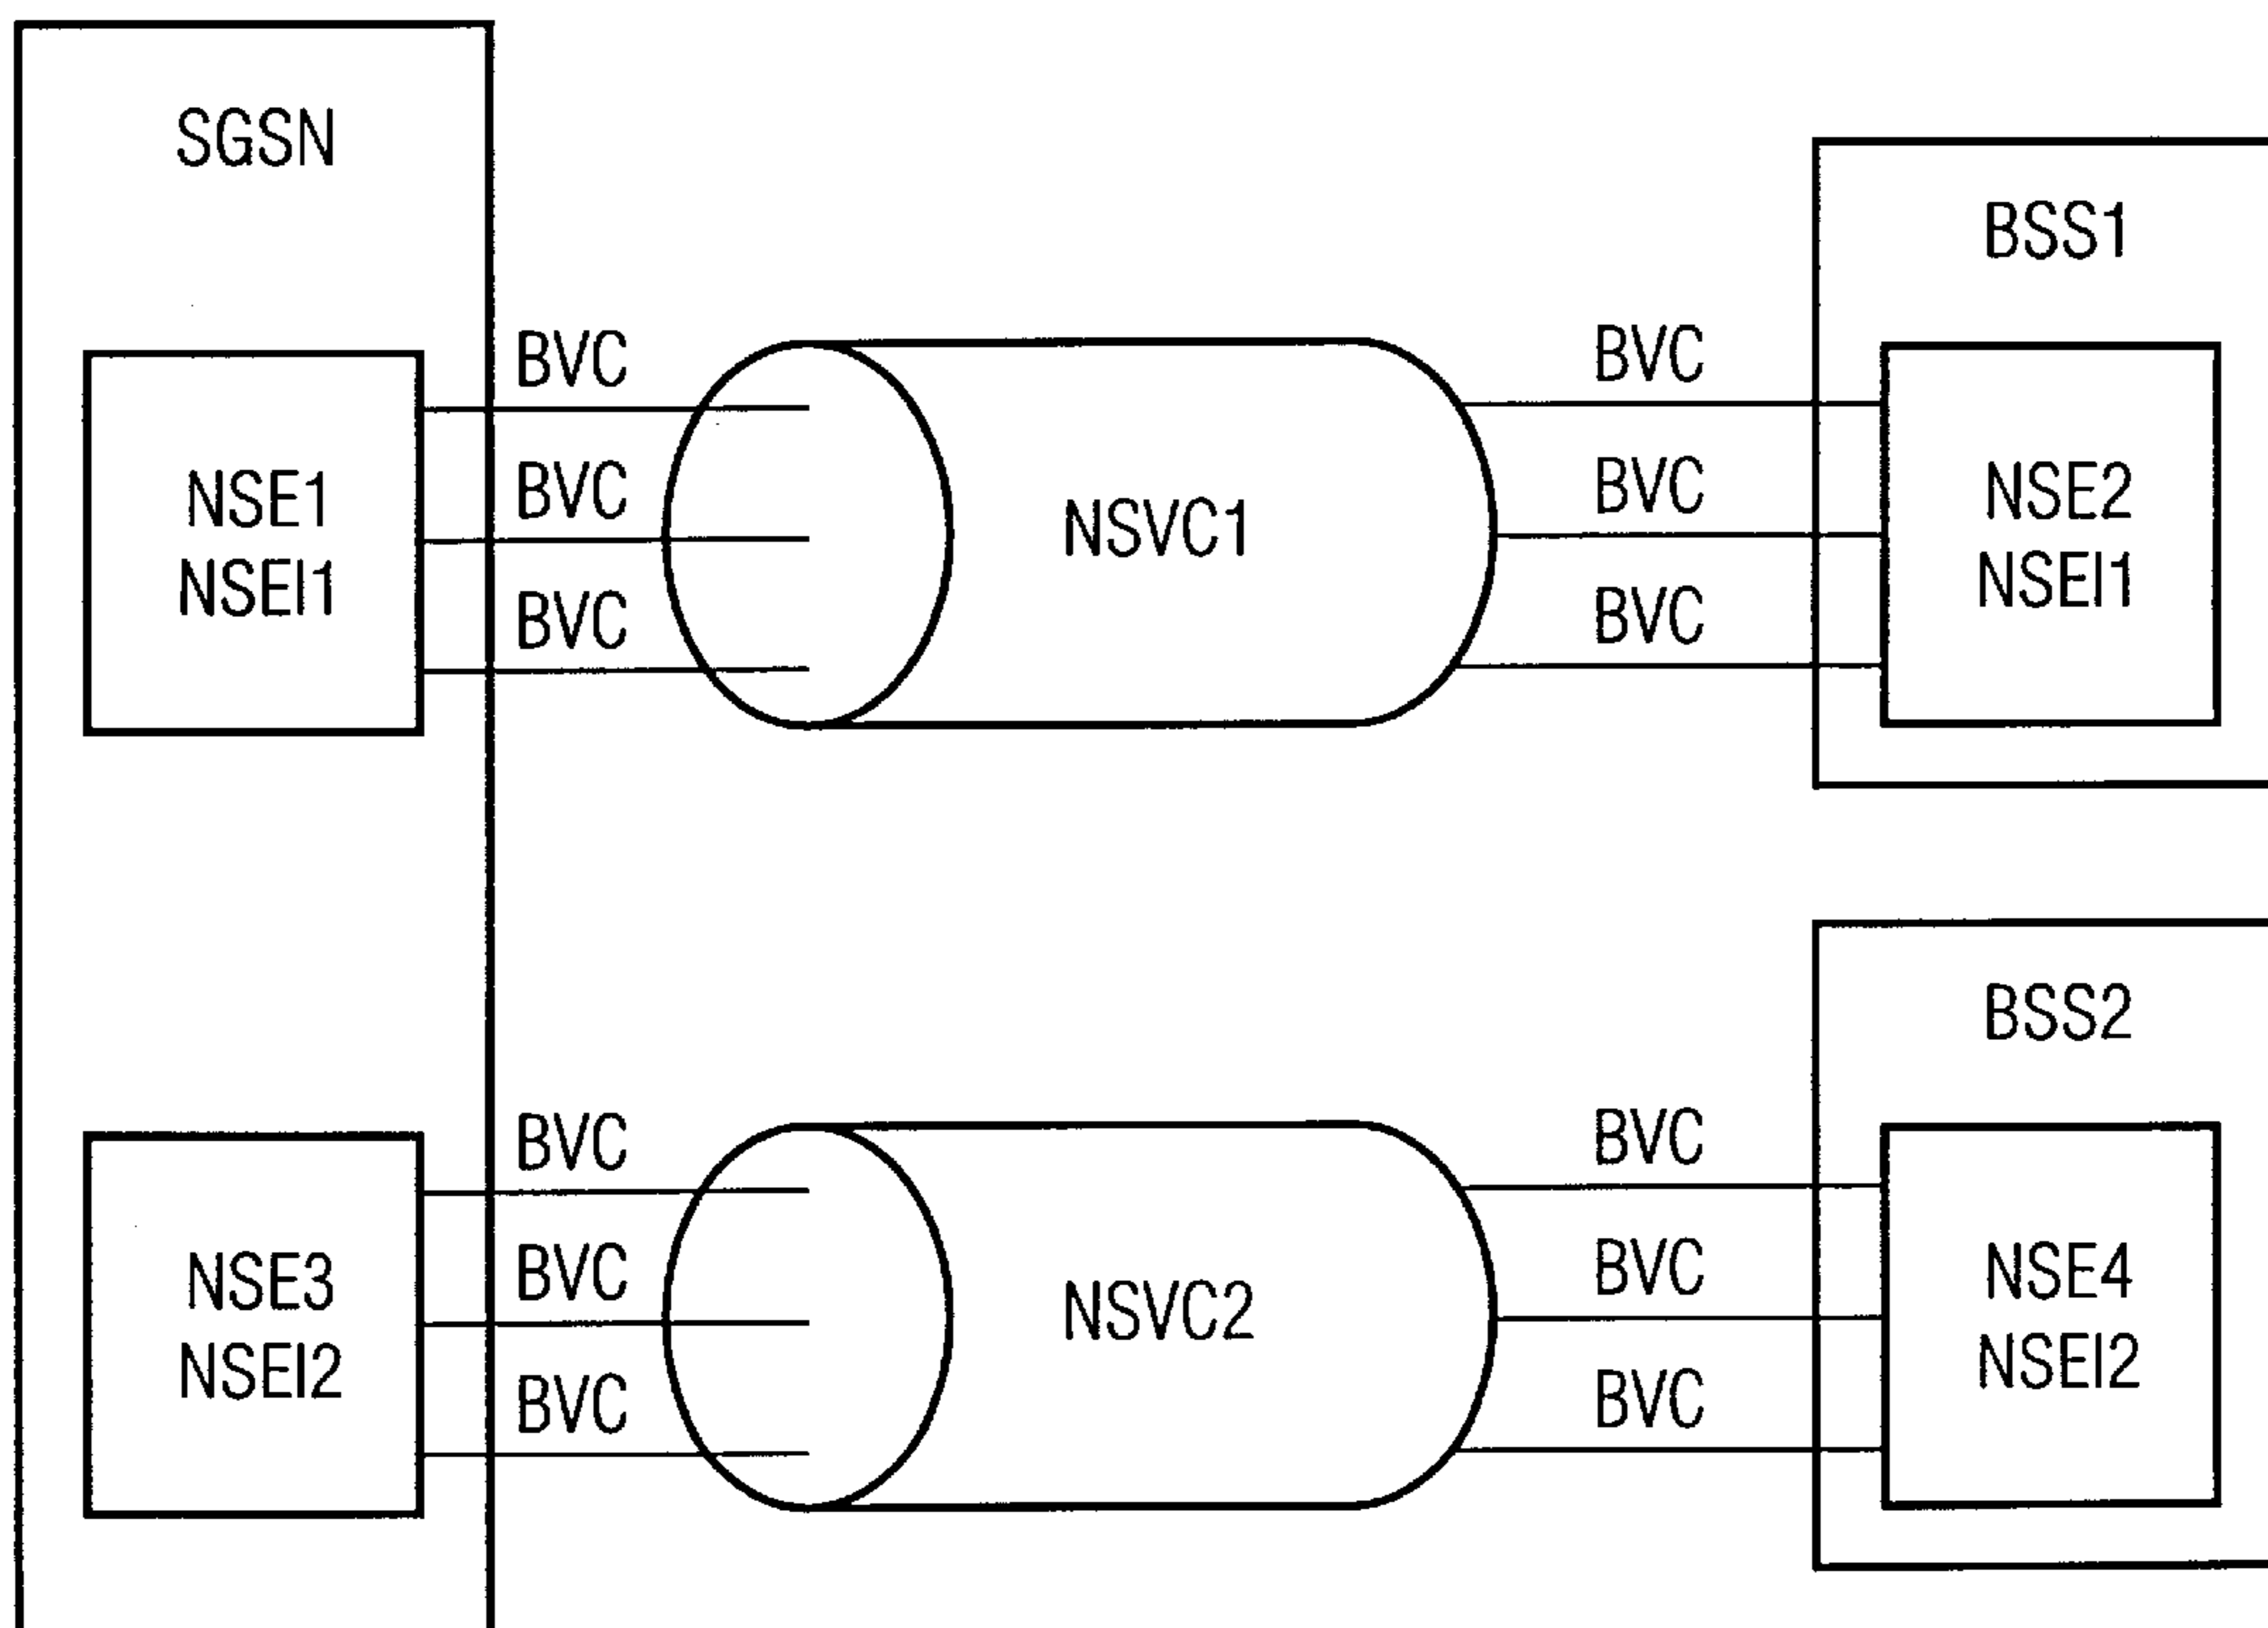 SGSN
BSS1
BVC
BVC
BVC
NSE1
NSEI1
NSVC1
BVC
BVC
BVC
NSE2
NSEI1
BSS2
BVC
BVC
BVC
NSE3
NSEI2
NSVC2
BVC
BVC
BVC
NSE4
NSEI2